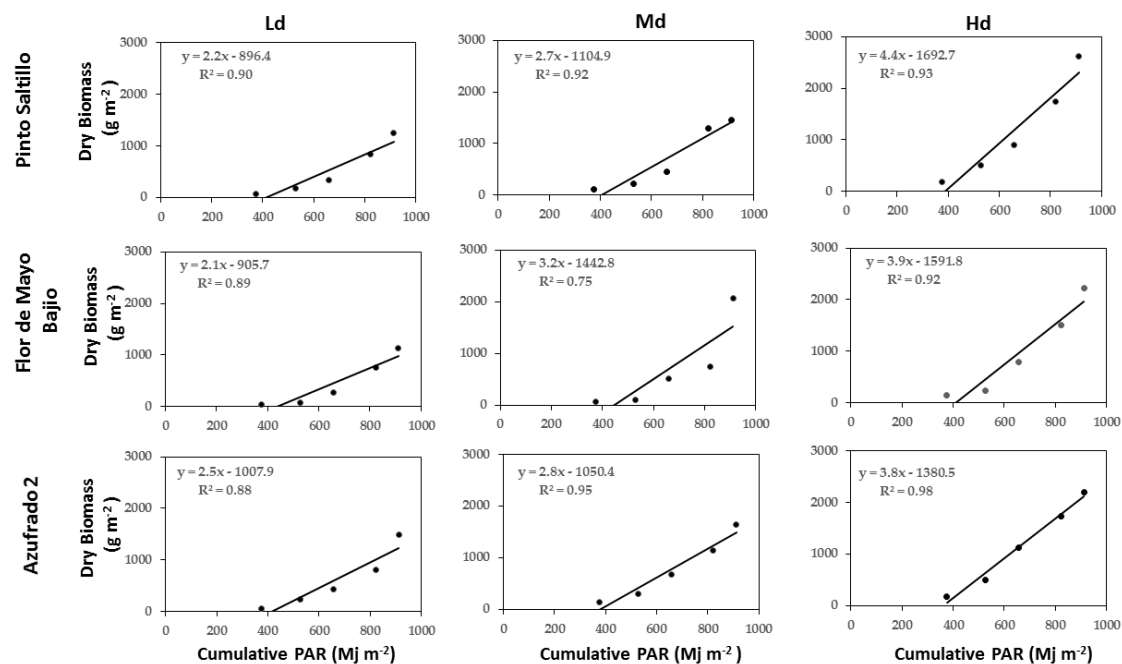 Ld
Md
Hd
Pinto Saltillo
Dry Biomass
(g m-2 )
3000
2000
1000
0
y = 2.2x - 896.4
R² = 0.90
0 200 400 600 800 1000
3000
2000
1000
0
y = 2.7x - 1104.9
R² = 0.92
0 200 400 600 800 1000
3000
2000
1000
0
y = 4.4x - 1692.7
R² = 0.93
0 200 400 600 800 1000
Flor de Mayo
Bajio
Dry Biomass
(g m-2 )
3000
2000
1000
0
y = 2.1x - 905.7
R² = 0.89
0 200 400 600 800 1000
3000
2000
1000
0
y = 3.2x - 1442.8
R² = 0.75
0 200 400 600 800 1000
3000
2000
1000
0
y = 3.9x - 1591.8
R² = 0.92
0 200 400 600 800 1000
Azufrado 2
Dry Biomass
(g m-2 )
3000
2000
1000
0
y = 2.5x - 1007.9
R² = 0.88
0 200 400 600 800 1000
Cumulative PAR (Mj m-2)
3000
2000
1000
0
y = 2.8x - 1050.4
R² = 0.95
0 200 400 600 800 1000
Cumulative PAR (Mj m-2)
3000
2000
1000
0
y = 3.8x - 1380.5
R² = 0.98
0 200 400 600 800 1000
Cumulative PAR (Mj m-2)